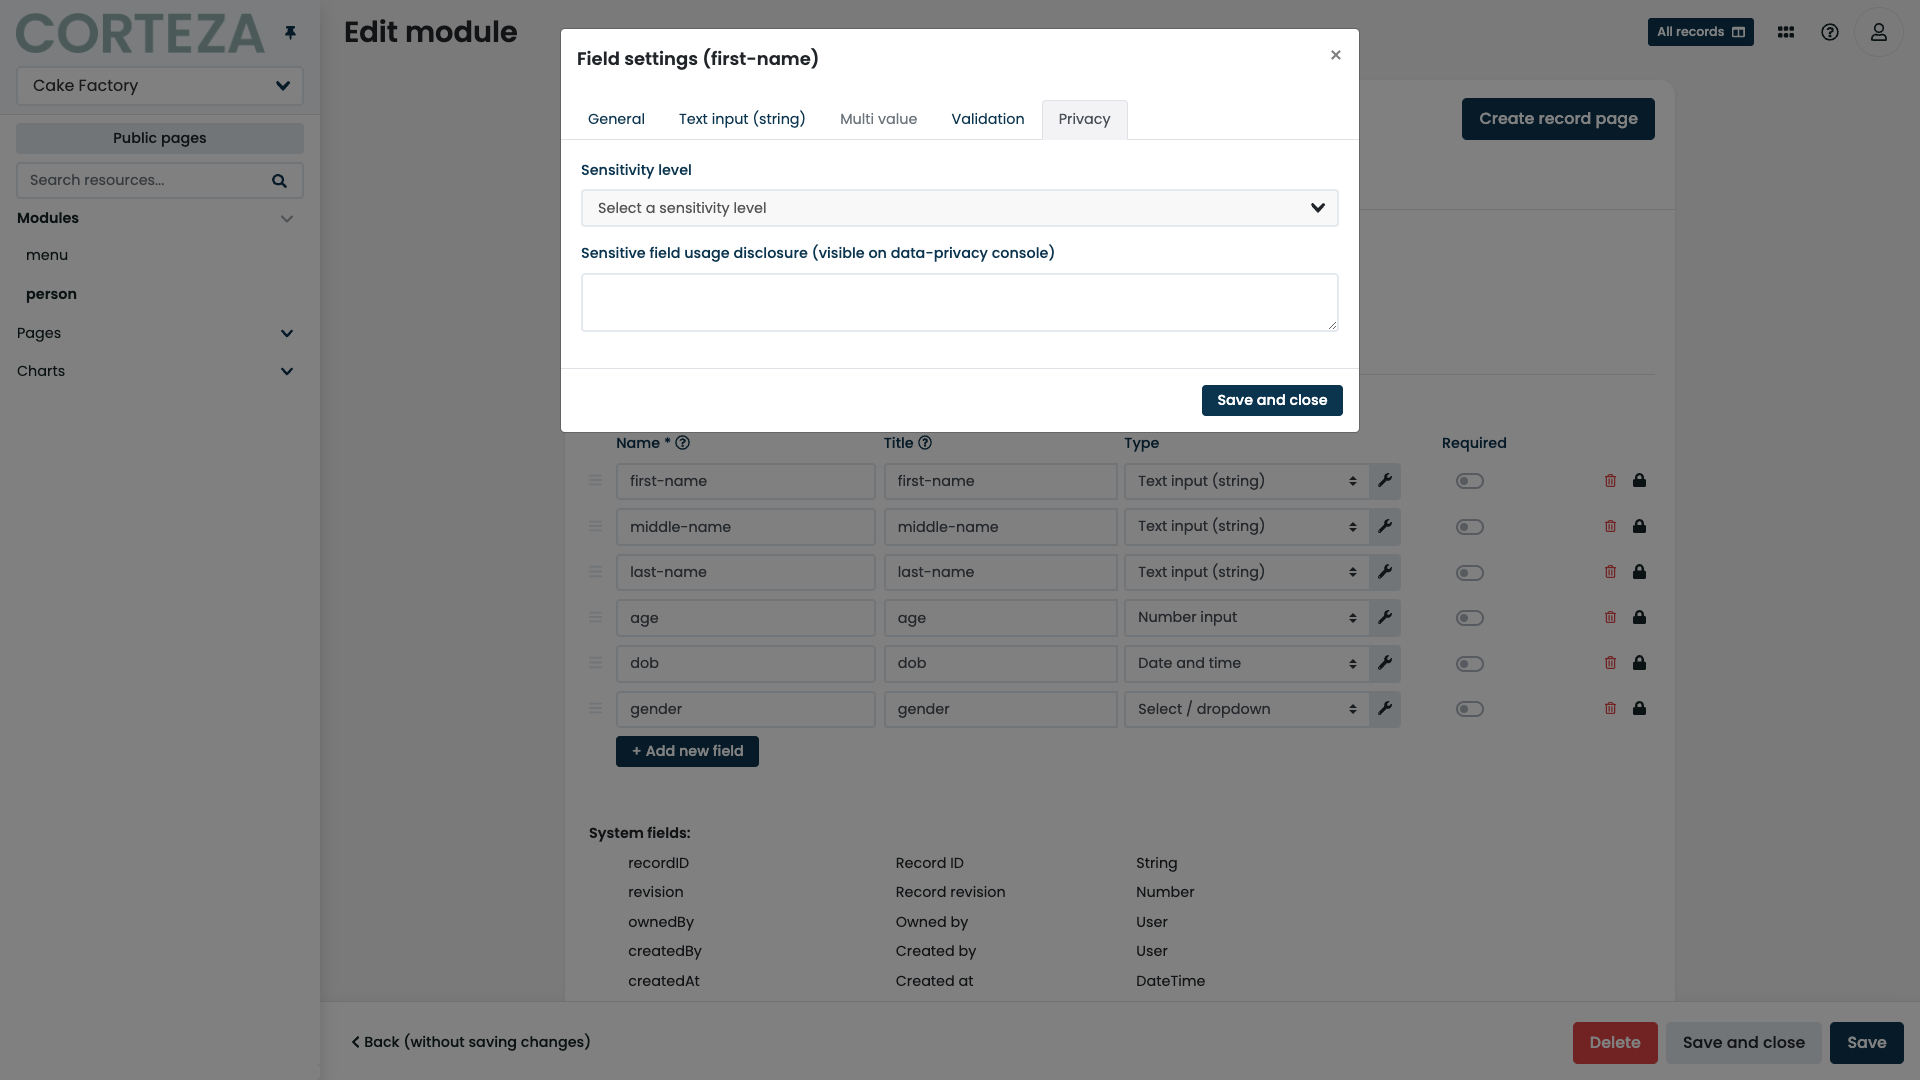 CORTEZA
Edit module
All records
Cake Factory
Public pages
Search resources...
Modules
menu
person
Pages
Charts
Field settings (first-name)
×
General
Text input (string)
Multi value
Validation
Privacy
Sensitivity level
Select a sensitivity level
Sensitive field usage disclosure (visible on data-privacy console)
Save and close
Create record page
Name * Title Type Required
first-name first-name Text input (string)
middle-name middle-name Text input (string)
last-name last-name Text input (string)
age age Number input
dob dob Date and time
gender gender Select / dropdown
+ Add new field
System fields:
recordID Record ID String
revision Record revision Number
ownedBy Owned by User
createdBy Created by User
createdAt Created at DateTime
Back (without saving changes)
Delete
Save and close
Save